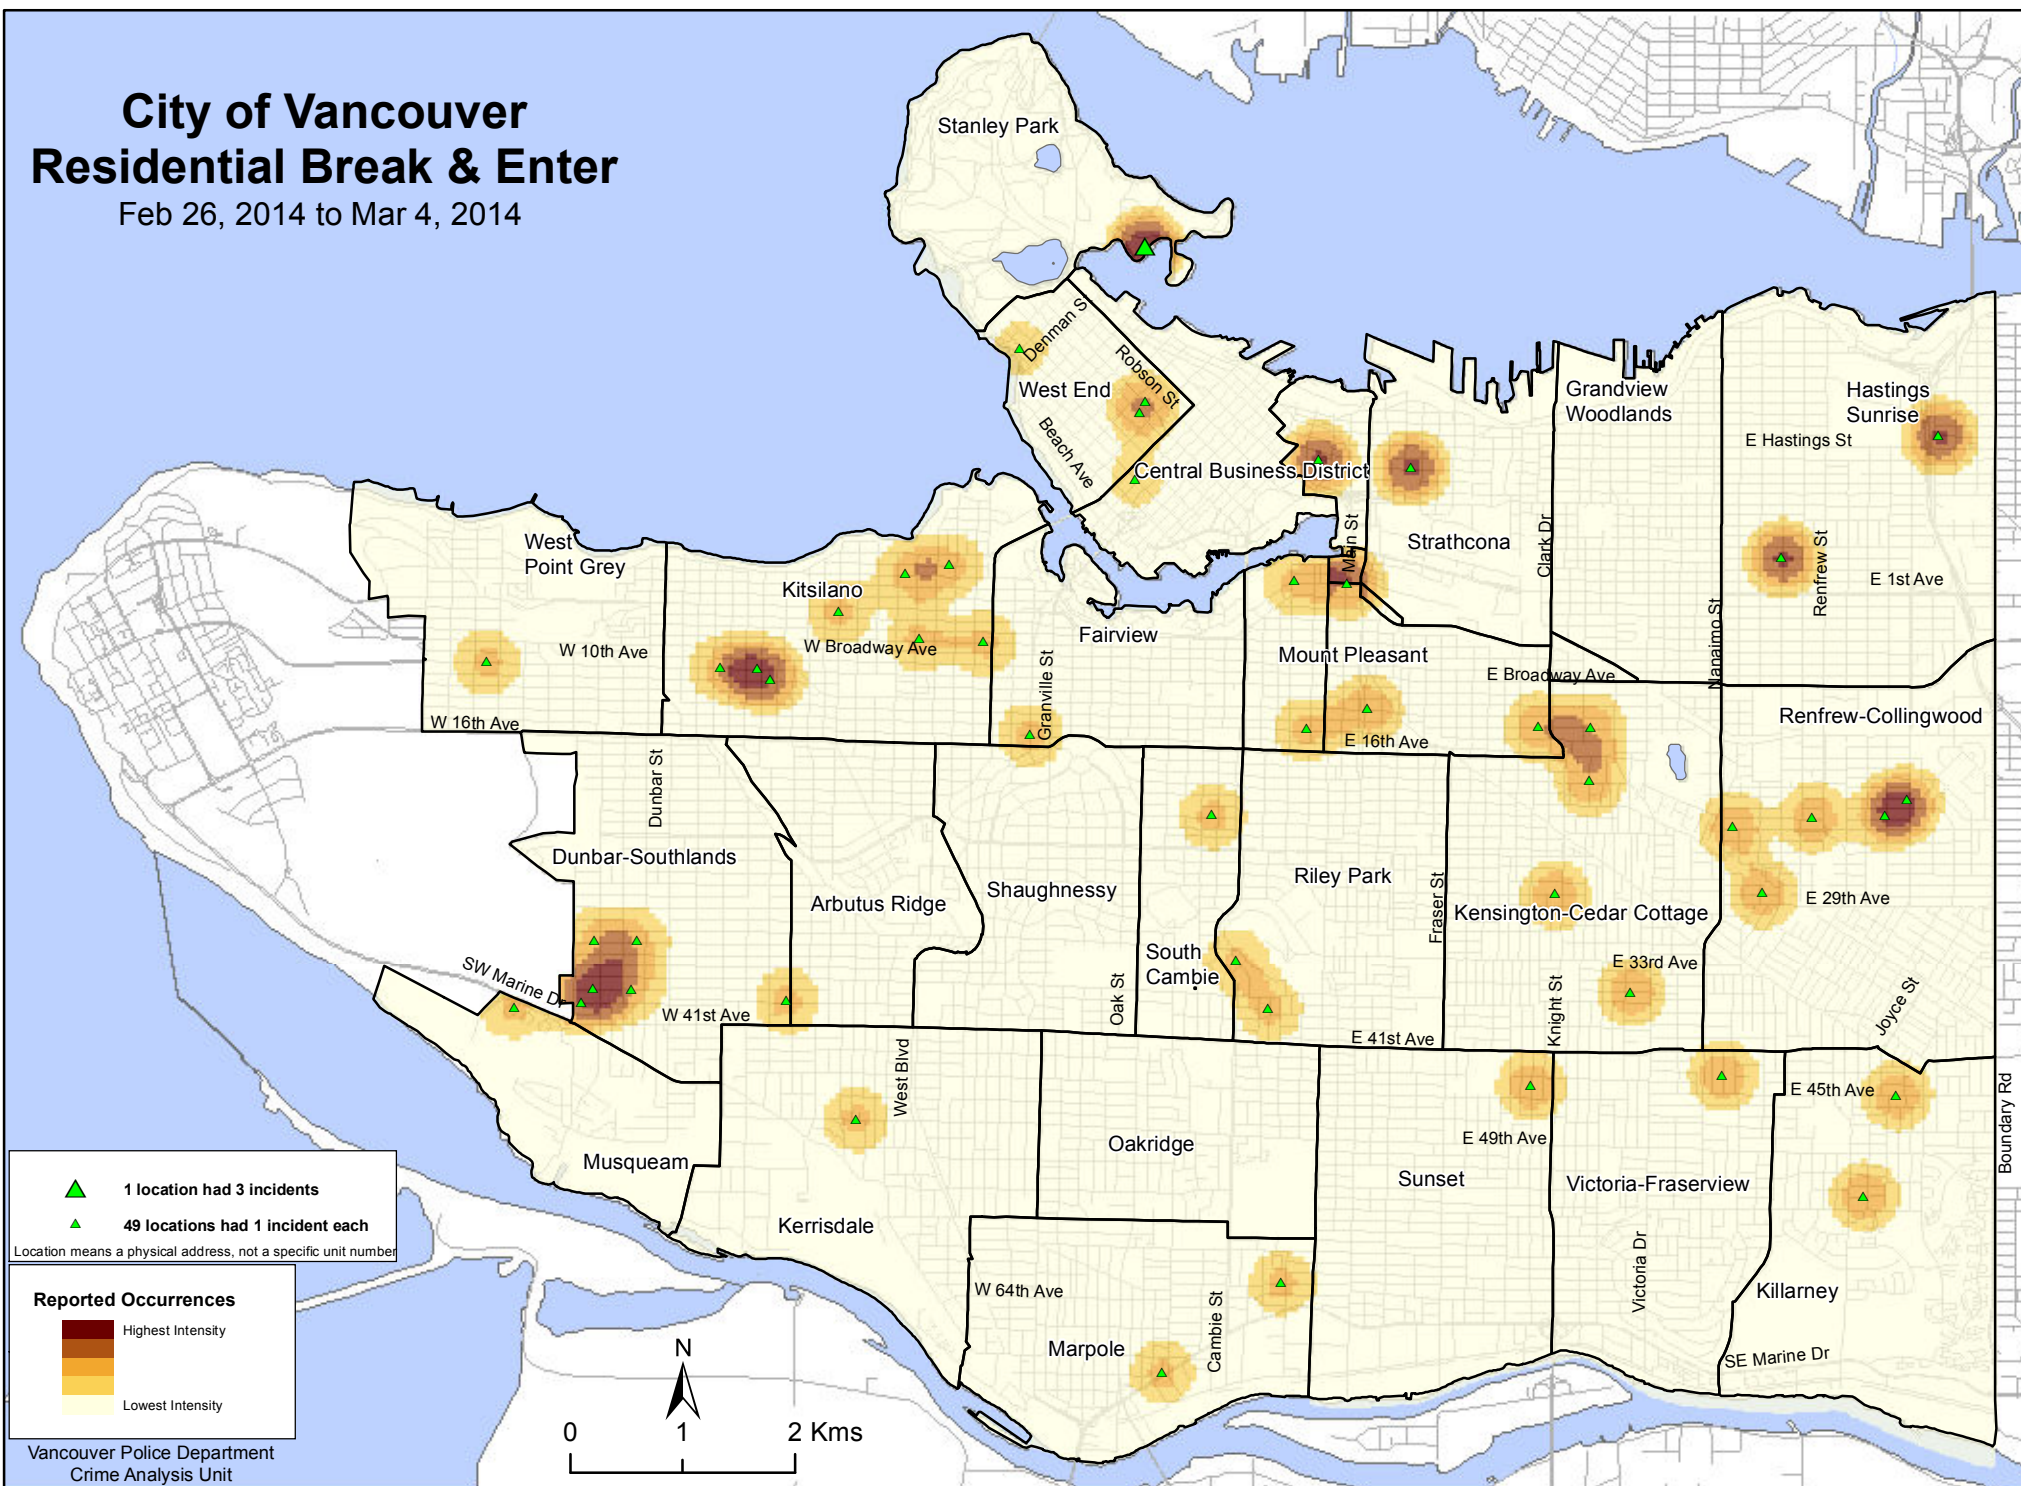 City of Vancouver
Residential Break & Enter
Feb 26, 2014 to Mar 4, 2014
Stanley Park
Denman S
Robson St
West End
Beach Ave
Central Business District
Grandview
Woodlands
Hastings
Sunrise
E Hastings St
Main St
Strathcona
Clark Dr
Nanaimo St
Renfrew St
E 1st Ave
West
Point Grey
Kitsilano
W 10th Ave
W Broadway Ave
Fairview
Granville St
Mount Pleasant
E Broadway Ave
W 16th Ave
E 16th Ave
Renfrew-Collingwood
Dunbar St
Dunbar-Southlands
Arbutus Ridge
Shaughnessy
Riley Park
Fraser St
Kensington-Cedar Cottage
E 29th Ave
South
Cambie
Oak St
SW Marine Dr
W 41st Ave
E 33rd Ave
Knight St
Joyce St
E 41st Ave
West Blvd
E 45th Ave
Boundary Rd
E 49th Ave
Oakridge
Musqueam
Sunset
Victoria-Fraserview
Kerrisdale
W 64th Ave
Cambie St
Victoria Dr
Killarney
Marpole
SE Marine Dr
1 location had 3 incidents
49 locations had 1 incident each
Location means a physical address, not a specific unit number
Reported Occurrences
Highest Intensity
Lowest Intensity
Vancouver Police Department
Crime Analysis Unit
N
0 1 2 Kms